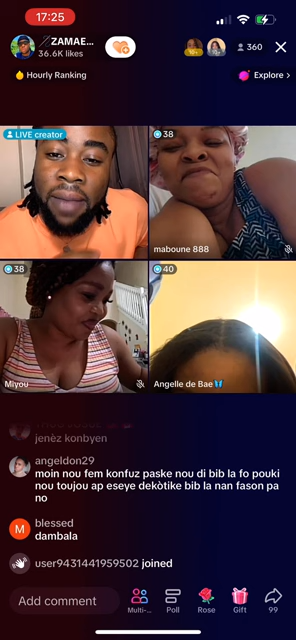 17:25
ZAMAE...
36.6K likes
360
Hourly Ranking
Explore >
LIVE creator
38
maboune 888
38
Miyou
40
Angelle de Bae
jenèz konbyen
angeldon29
moin nou fem konfuz paske nou di bib la fo pouki
nou toujou ap eseye dekòtike bib la nan fason pa
no
blessed
M
dambala
user9431441959502 joined
Add comment
Multi-...
Poll
Rose
Gift
99